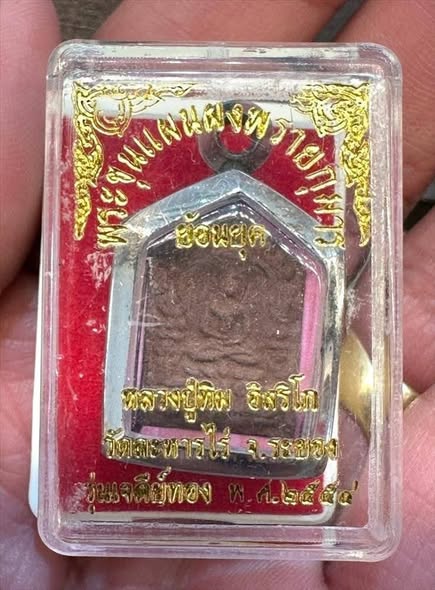 พระขุนแผนผงพรายกุมาร
ย้อนยุค
หลวงปู่ทิม อิสริโก
วัดละหารไร่ จ.ระยอง
รุ่นเจดีย์ทอง พ.ศ.๒๕๕๔